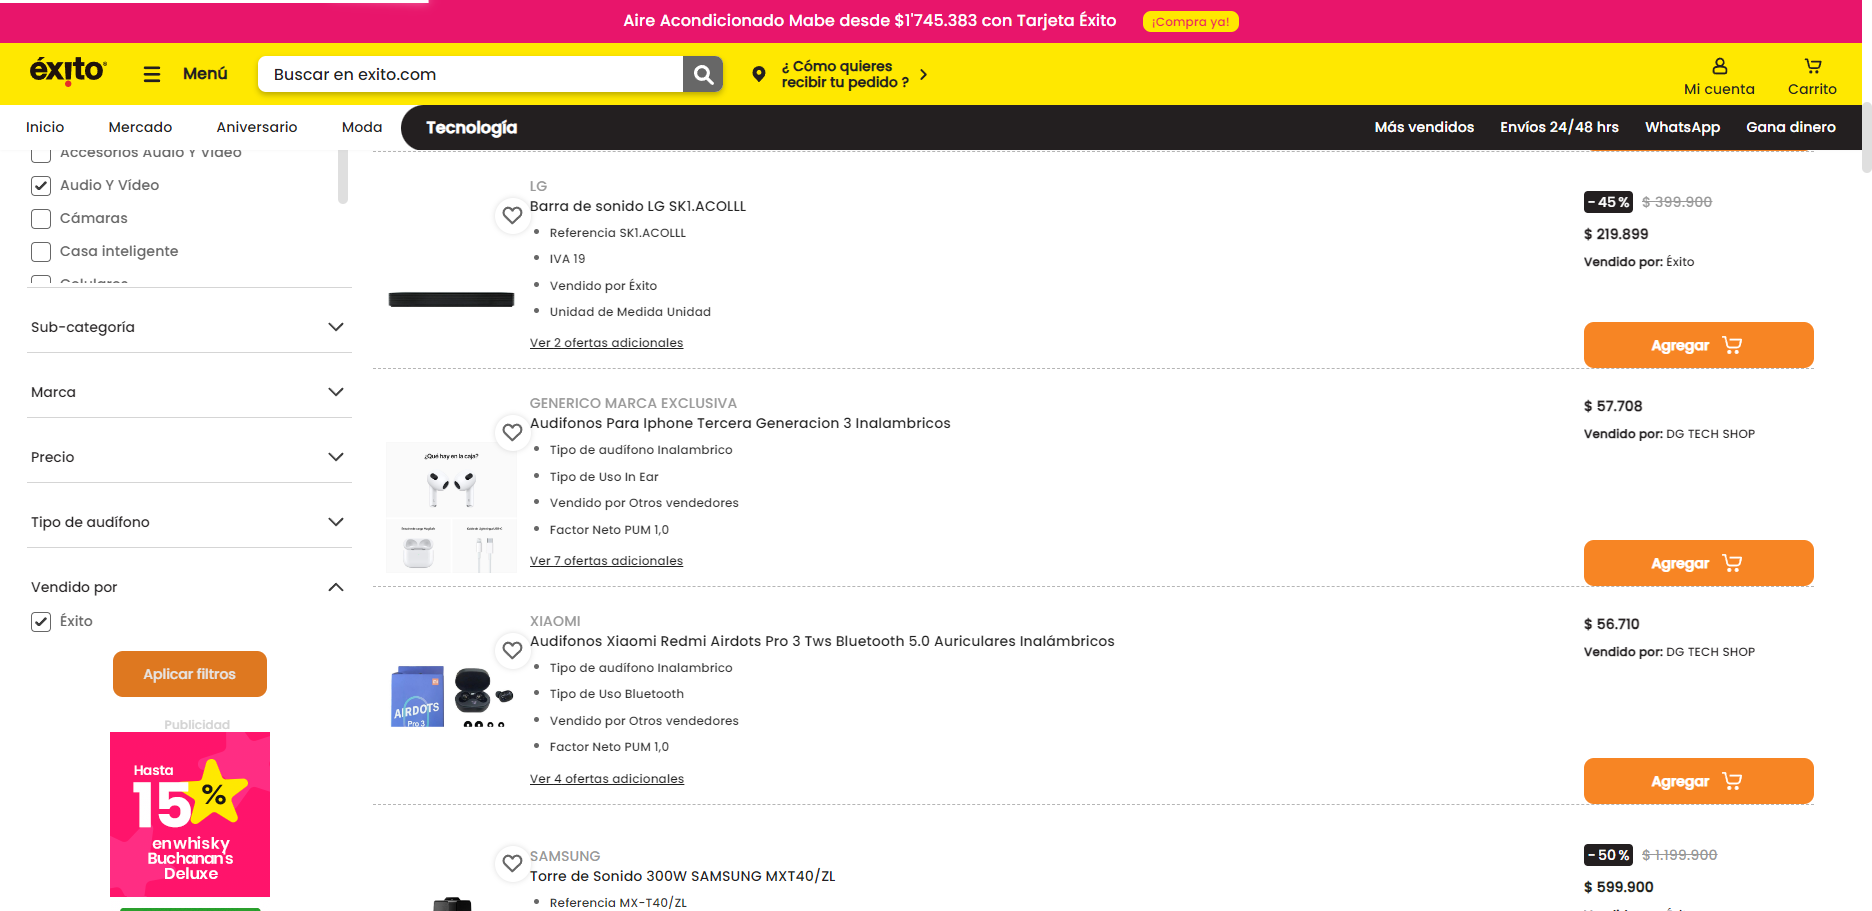 Aire Acondicionado Mabe desde $1'745.383 con Tarjeta Éxito ¡Compra ya!
éxito
Menú
Buscar en exito.com
¿ Cómo quieres
recibir tu pedido ?
Mi cuenta
Carrito
Inicio Mercado Aniversario Moda Tecnología Más vendidos Envíos 24/48 hrs WhatsApp Gana dinero
Accesorios Audio Y Video
Audio Y Vídeo
Cámaras
Casa inteligente
Celulares
Sub-categoría
Marca
Precio
Tipo de audífono
Vendido por
Éxito
Aplicar filtros
Publicidad
Hasta
15%
en whisky
Buchanan's
Deluxe
LG
Barra de sonido LG SK1.ACOLLL
Referencia SK1.ACOLLL
IVA 19
Vendido por Éxito
Unidad de Medida Unidad
Ver 2 ofertas adicionales
-45% $ 399.900
$ 219.899
Vendido por: Éxito
Agregar
GENERICO MARCA EXCLUSIVA
Audifonos Para Iphone Tercera Generacion 3 Inalambricos
Tipo de audífono Inalambrico
Tipo de Uso In Ear
Vendido por Otros vendedores
Factor Neto PUM 1,0
Ver 7 ofertas adicionales
¿Qué hay en la caja?
$ 57.708
Vendido por: DG TECH SHOP
Agregar
XIAOMI
Audifonos Xiaomi Redmi Airdots Pro 3 Tws Bluetooth 5.0 Auriculares Inalámbricos
Tipo de audífono Inalambrico
Tipo de Uso Bluetooth
Vendido por Otros vendedores
Factor Neto PUM 1,0
Ver 4 ofertas adicionales
AIRDOTS
Pro 3
$ 56.710
Vendido por: DG TECH SHOP
Agregar
SAMSUNG
Torre de Sonido 300W SAMSUNG MXT40/ZL
Referencia MX-T40/ZL
-50% $ 1.199.900
$ 599.900